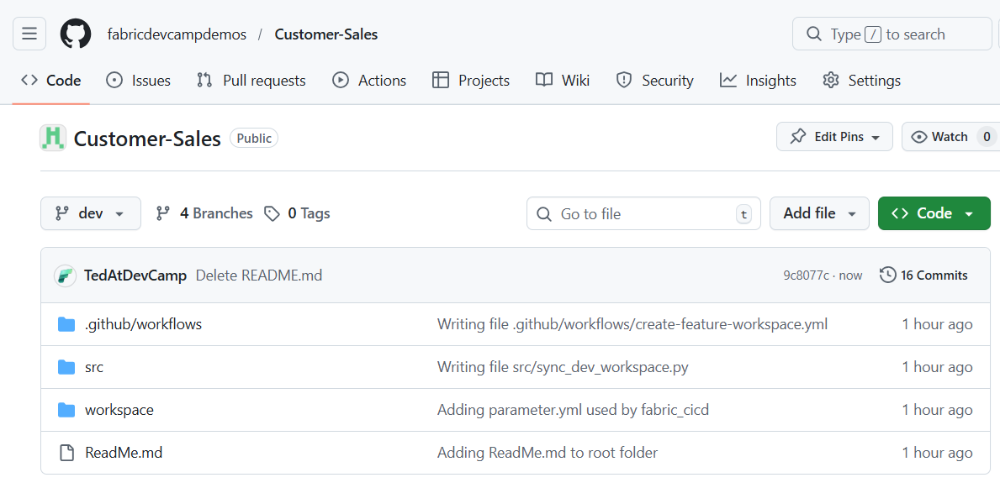 fabricdevcampdemos / Customer-Sales
Type / to search
Code Issues Pull requests Actions Projects Wiki Security Insights Settings
Customer-Sales Public
Edit Pins Watch 0
dev 4 Branches 0 Tags
Go to file t
Add file
Code
TedAtDevCamp Delete README.md 9c8077c · now 16 Commits
.github/workflows Writing file .github/workflows/create-feature-workspace.yml 1 hour ago
src Writing file src/sync_dev_workspace.py 1 hour ago
workspace Adding parameter.yml used by fabric_cicd 1 hour ago
ReadMe.md Adding ReadMe.md to root folder 1 hour ago